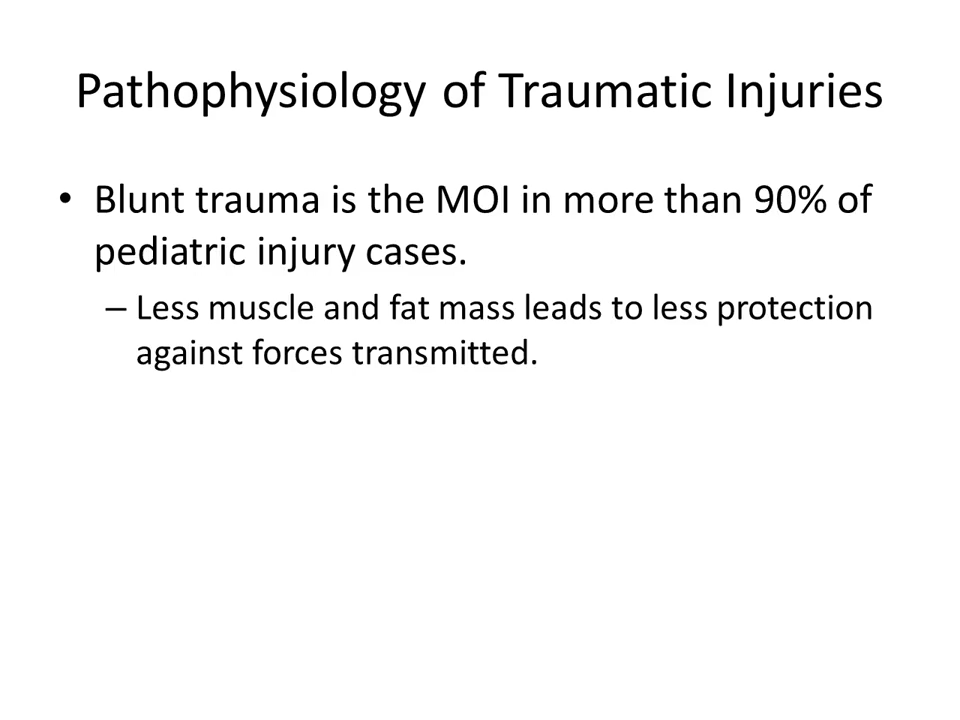 Pathophysiology of Traumatic Injuries
• Blunt trauma is the MOI in more than 90% of
pediatric injury cases.
– Less muscle and fat mass leads to less protection
against forces transmitted.